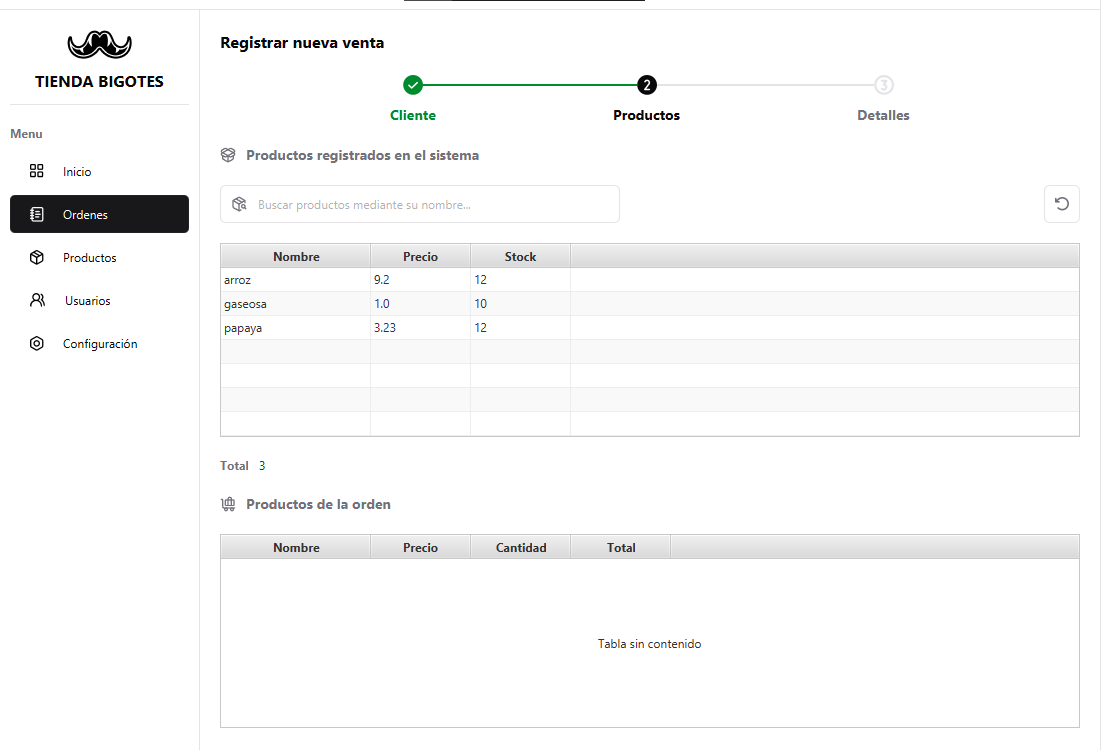 TIENDA BIGOTES
Menu
Inicio
Ordenes
Productos
Usuarios
Configuración
Registrar nueva venta
2 3
Cliente Productos Detalles
Productos registrados en el sistema
Buscar productos mediante su nombre...
Nombre Precio Stock
arroz 9.2 12
gaseosa 1.0 10
papaya 3.23 12
Total 3
Productos de la orden
Nombre Precio Cantidad Total
Tabla sin contenido